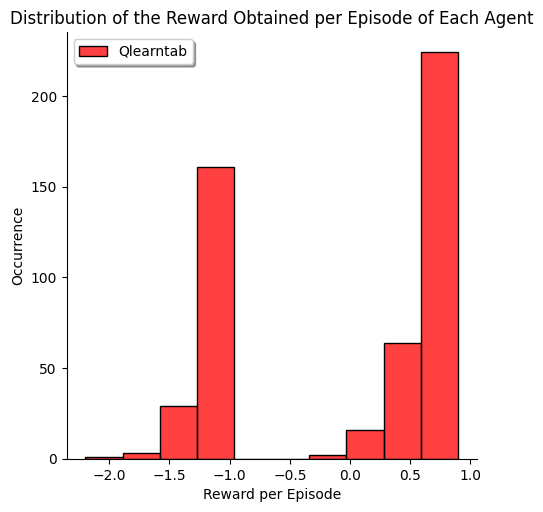 Distribution of the Reward Obtained per Episode of Each Agent
Qlearntab
200
150
100
50
0
Occurrence
−2.0 −1.5 −1.0 −0.5 0.0 0.5 1.0
Reward per Episode